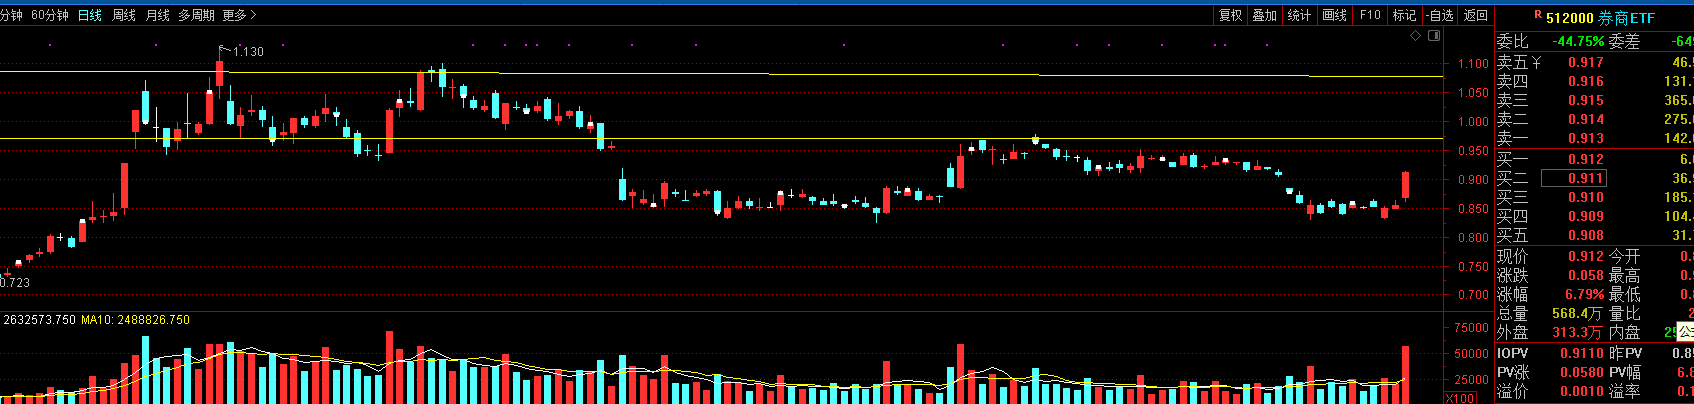 分钟 60分钟 日线 周线 月线 多周期 更多
复权 叠加 统计 画线 F10 标记 -自选 返回
R 512000 券商ETF
委比 -44.75% 委差
卖五 0.917
卖四 0.916
卖三 0.915
卖二 0.914
卖一 0.913
买一 0.912
买二 0.911
买三 0.910
买四 0.909
买五 0.908
现价 0.912 今开
涨跌 0.058 最高
涨幅 6.79% 最低
总量 568.4万 量比
外盘 313.3万 内盘
IOPV 0.9110 昨PV
PV涨 0.0580 PV幅
溢价 0.0010 溢率
1.130
0.723
1.100
1.050
1.000
0.950
0.900
0.850
0.800
0.750
0.700
2632573.750 MA10: 2488826.750
75000
50000
25000
X100